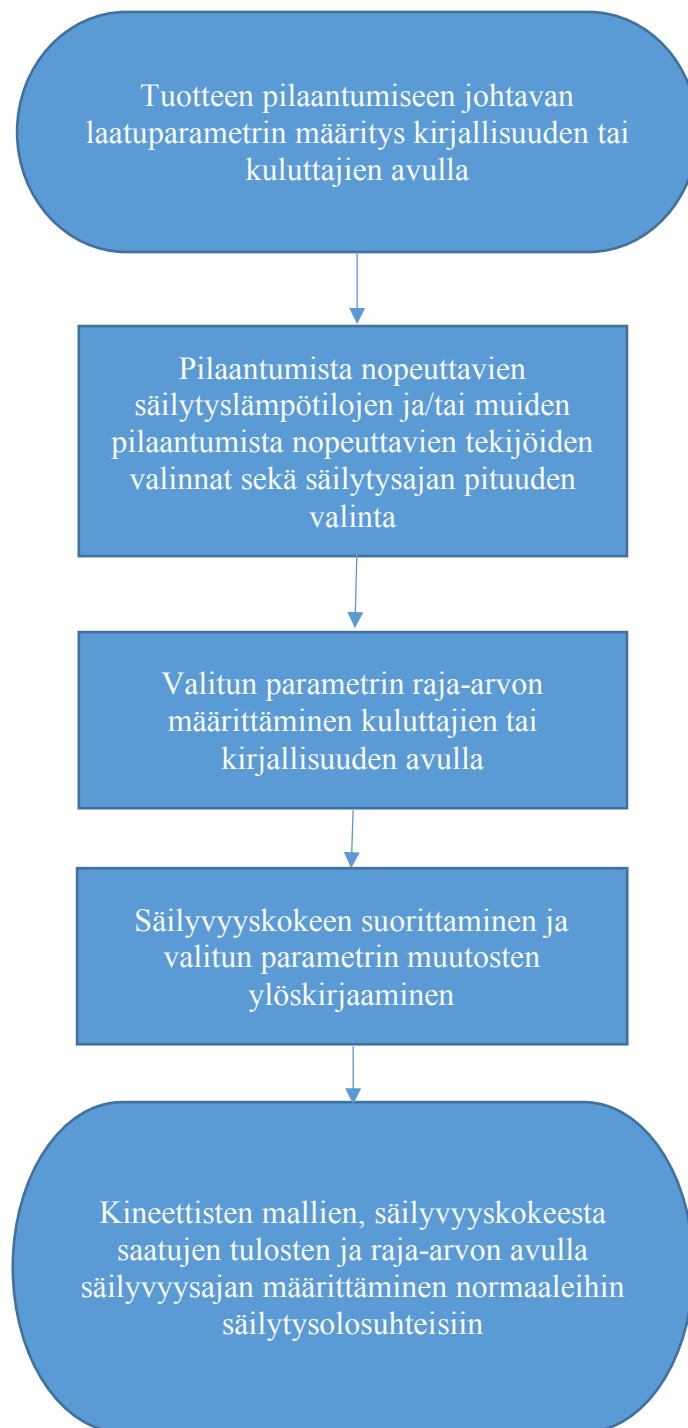 Tuotteen pilaantumiseen johtavan
laatuparametrin määritys kirjallisuuden tai
kuluttajien avulla
Pilaantumista nopeuttavien
säilytyslämpötilojen ja/tai muiden
pilaantumista nopeuttavien tekijöiden
valinnat sekä säilytysajan pituuden
valinta
Valitun parametrin raja-arvon
määrittäminen kuluttajien tai
kirjallisuuden avulla
Säilyvyyskokeen suorittaminen ja
valitun parametrin muutosten
ylöskirjaaminen
Kineettisten mallien, säilyvyyskokeesta
saatujen tulosten ja raja-arvon avulla
säilyvyysajan määrittäminen normaaleihin
säilytysolosuhteisiin